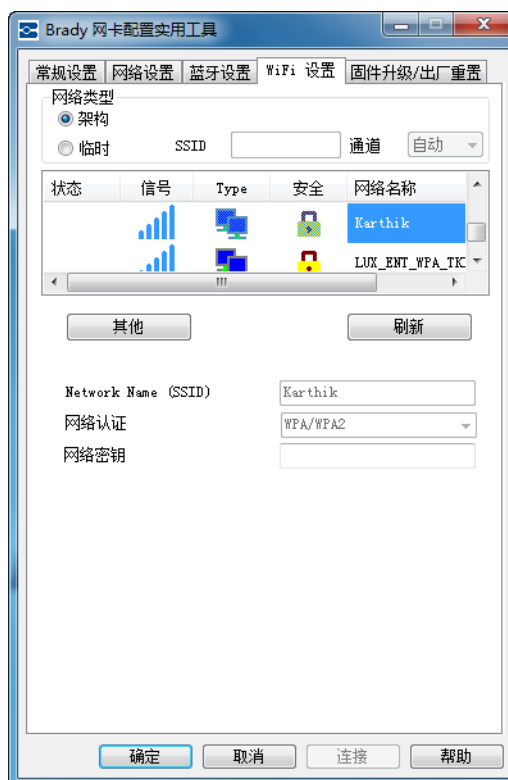 Brady 网卡配置实用工具
常规设置 网络设置 蓝牙设置 WiFi 设置 固件升级/出厂重置
网络类型
架构
临时 SSID 通道 自动
状态 信号 Type 安全 网络名称
Karthik
LUX_ENT_WPA_TK
其他 刷新
Network Name (SSID) Karthik
网络认证 WPA/WPA2
网络密钥
确定 取消 连接 帮助